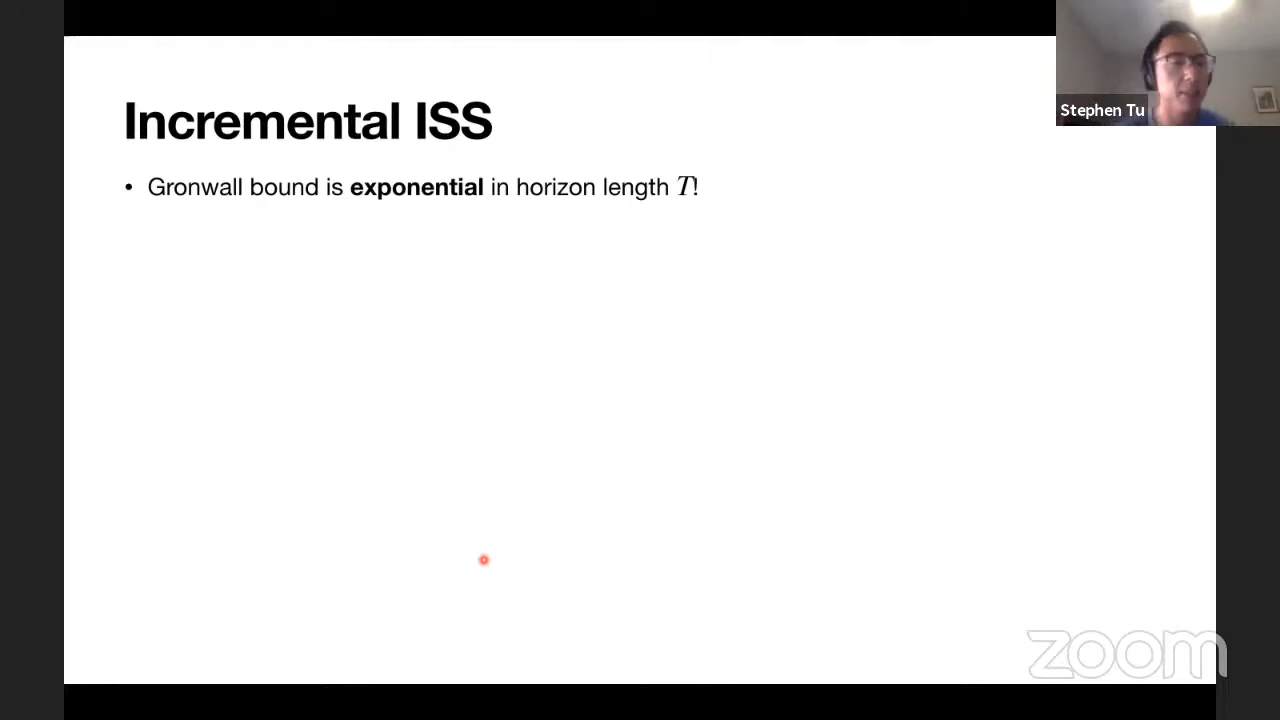 Stephen Tu
Incremental ISS
• Gronwall bound is exponential in horizon length T!
zoom